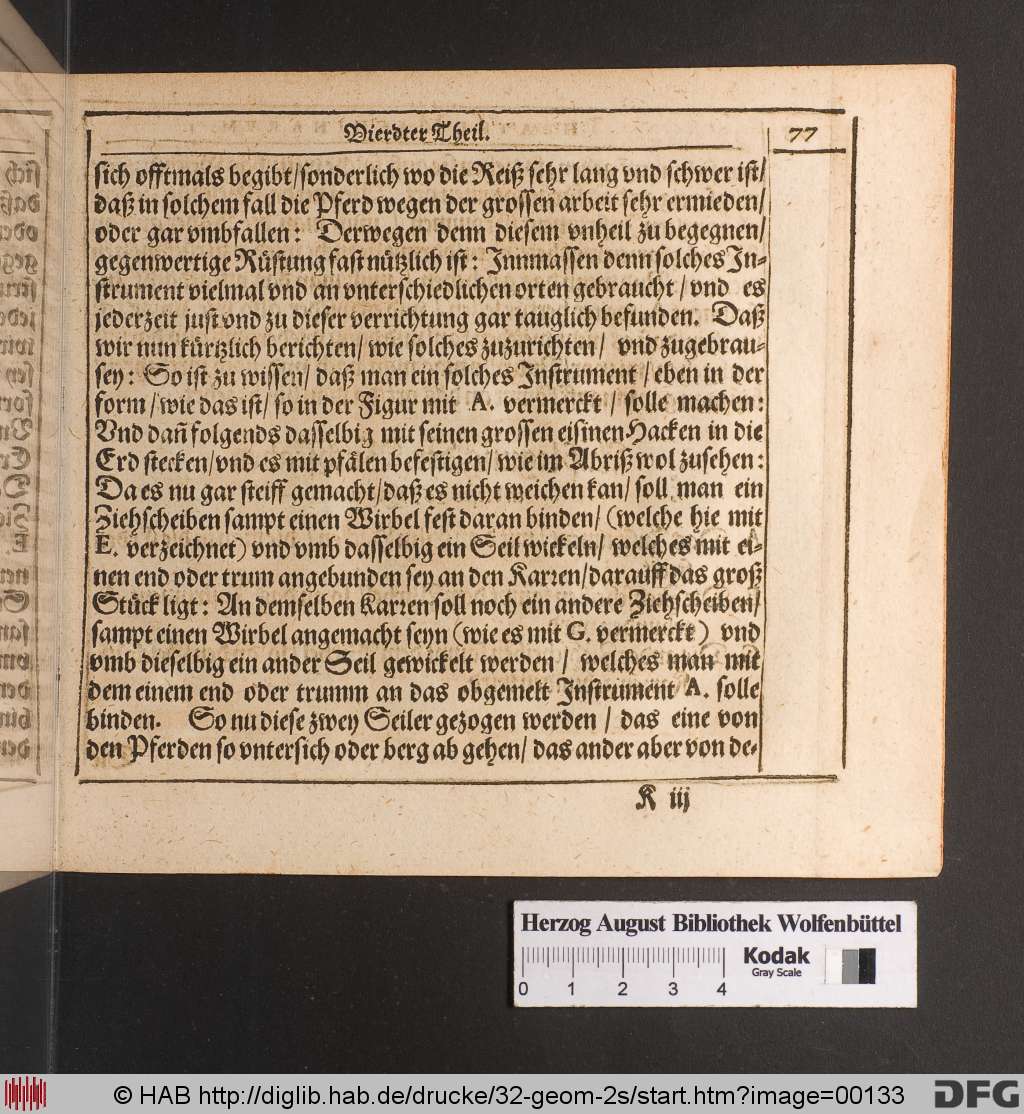 Vierdter Theil. 77
sich offtmals begibt/sonderlich wo die Reiß sehr lang vnd schwer ist/
daß in solchem fall die Pferd wegen der grossen arbeit sehr ermieden/
oder gar vmbfallen: Derwegen denn diesem vnheil zu begegnen/
gegenwertige Rüstung fast nützlich ist: Innmassen denn solches In-
strument vielmal vnd an vnterschiedlichen orten gebraucht / vnd es
jederzeit just vnd zu dieser verrichtung gar tauglich befunden. Daß
wir nun kürtzlich berichten/ wie solches zuzurichten/ vnd zugebrau-
sey: So ist zu wissen/ daß man ein solches Instrument / eben in der
form / wie das ist/ so in der Figur mit A. vermerckt / solle machen:
Vnd dañ folgends dasselbig mit seinen grossen eisinen Hacken in die
Erd stecken/ vnd es mit pfälen befestigen/ wie im Abriß wol zusehen:
Da es nu gar steiff gemacht/ daß es nicht weichen kan/ soll man ein
Ziehscheiben sampt einen Wirbel fest daran binden/ (welche hie mit
E. verzeichnet) vnd vmb dasselbig ein Seil wickeln/ welches mit ei-
nen end oder trum angebunden sey an den Karren/ darauff das groß
Stück ligt: An demselben Karren soll noch ein andere Ziehscheiben/
sampt einen Wirbel angemacht seyn (wie es mit G. vermerckt) vnd
vmb dieselbig ein ander Seil gewickelt werden / welches man mit
dem einem end oder trumm an das obgemelt Instrument A. solle
binden. So nu diese zwey Seiler gezogen werden / das eine von
den Pferden so vntersich oder berg ab gehen/ das ander aber von de-
K iij
Herzog August Bibliothek Wolfenbüttel
Kodak
Gray Scale
0 1 2 3 4
© HAB http://diglib.hab.de/drucke/32-geom-2s/start.htm?image=00133
DFG